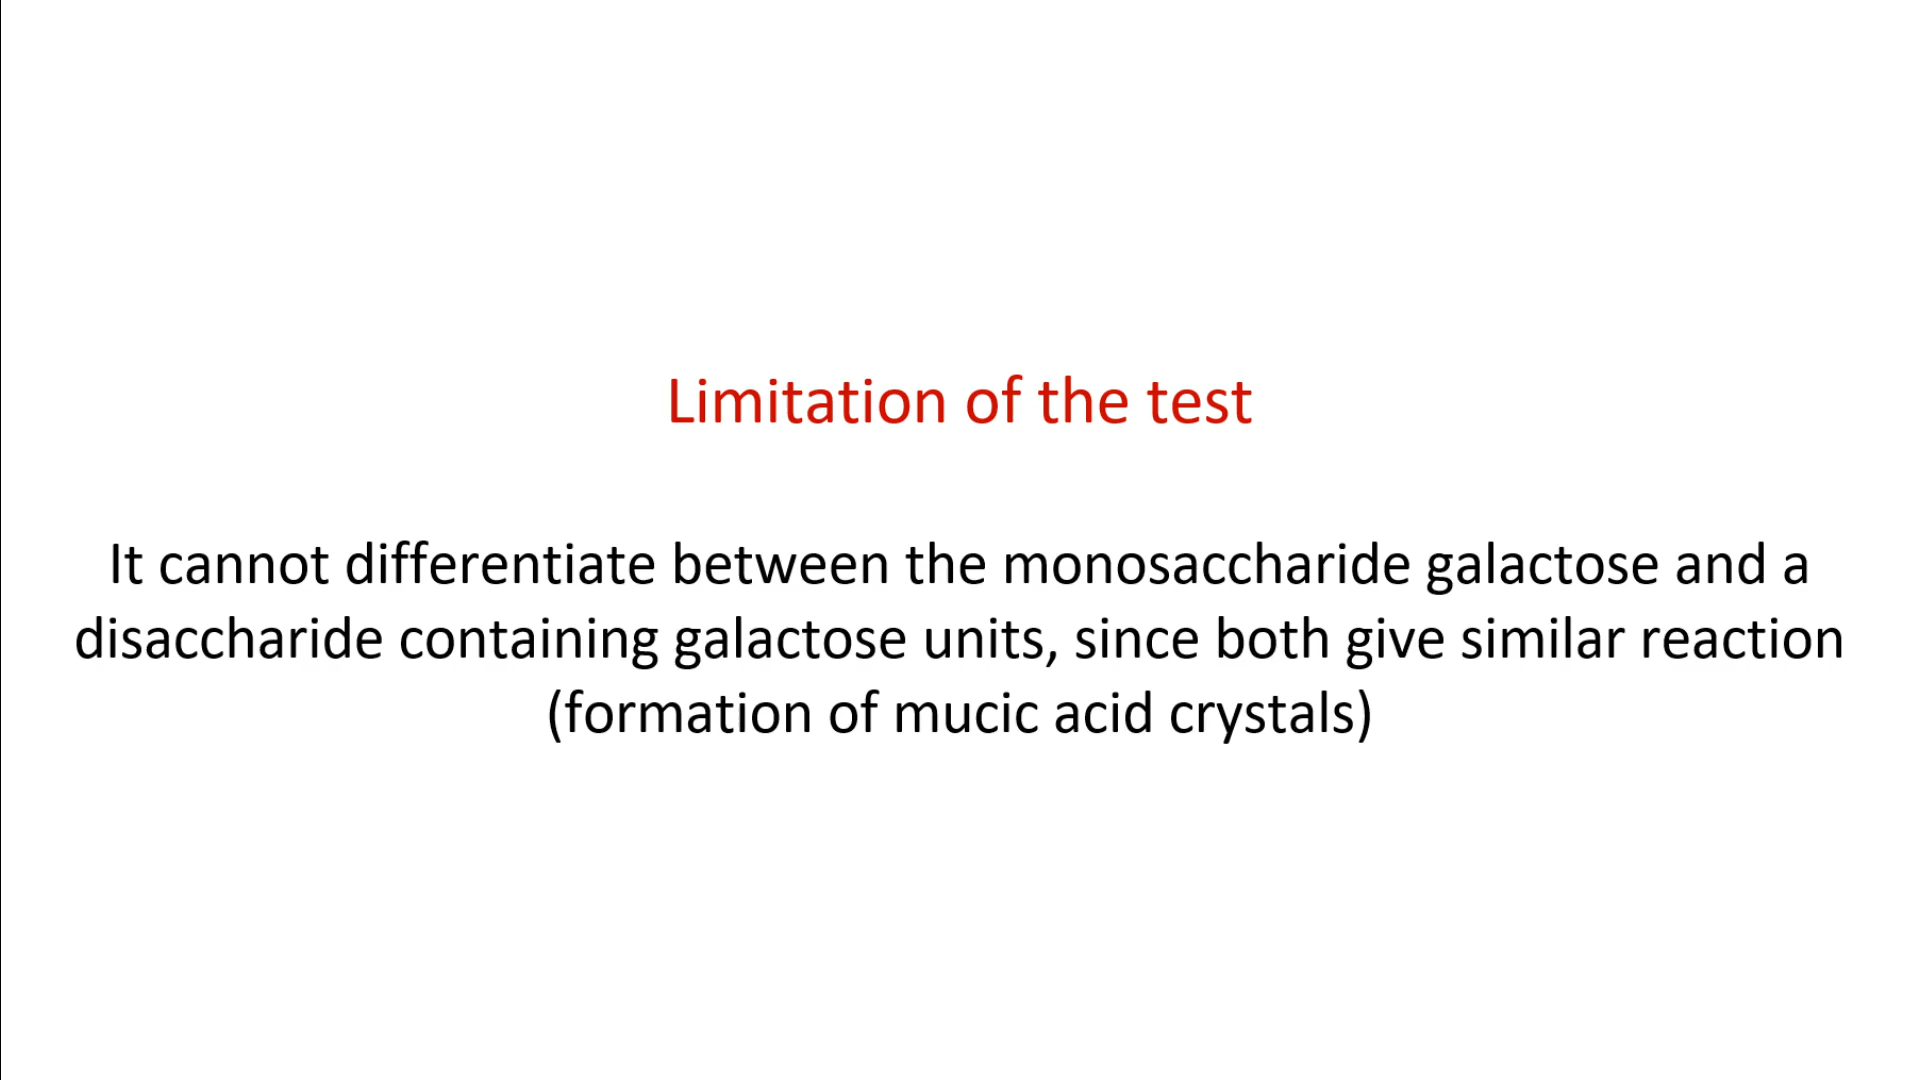 Limitation of the test
It cannot differentiate between the monosaccharide galactose and a
disaccharide containing galactose units, since both give similar reaction
(formation of mucic acid crystals)